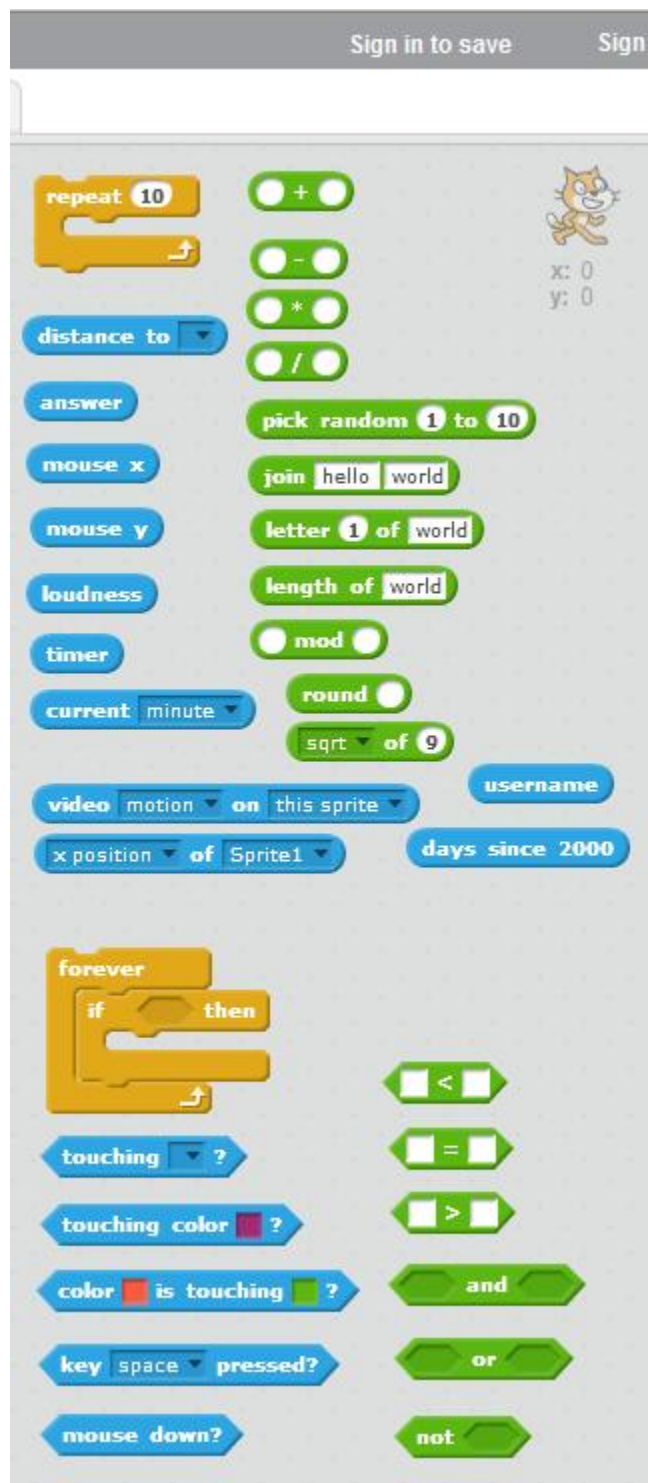 Sign in to save Sign
repeat 10
+
x: 0
y: 0
-
*
distance to
/
answer
pick random 1 to 10
mouse x
join hello world
mouse y
letter 1 of world
loudness
length of world
timer
mod
current minute
round
sqrt of 9
username
video motion on this sprite
x position of Sprite1
days since 2000
forever
if then
<
touching ?
=
touching color ?
>
color is touching ?
and
key space pressed?
or
mouse down?
not